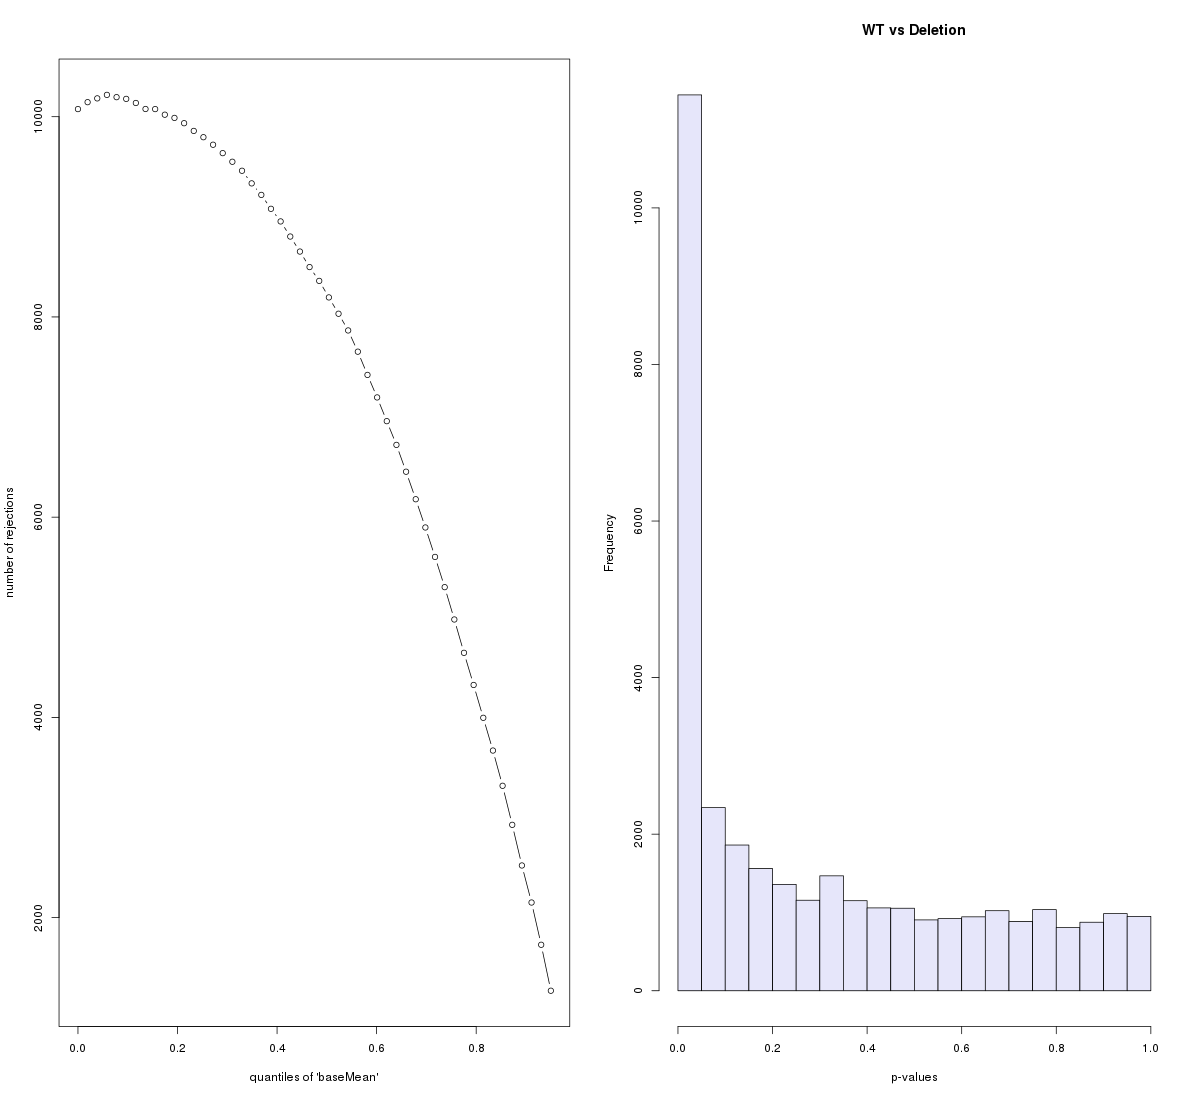 number of rejections
10000
8000
6000
4000
2000
0.0 0.2 0.4 0.6 0.8
quantiles of 'baseMean'
WT vs Deletion
Frequency
10000
8000
6000
4000
2000
0
0.0 0.2 0.4 0.6 0.8 1.0
p-values